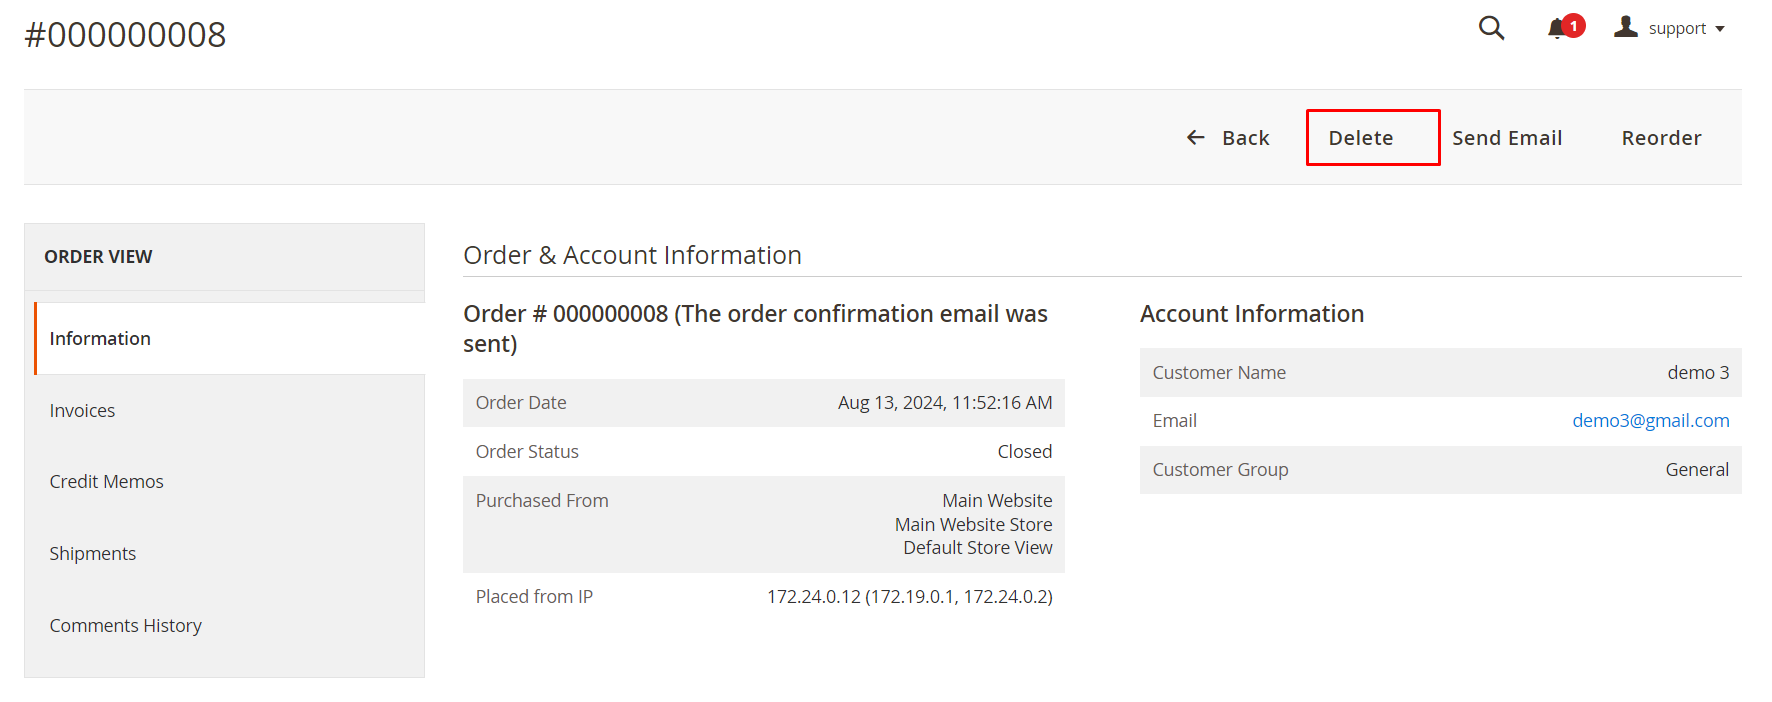 #000000008
1
support
Back
Delete
Send Email
Reorder
ORDER VIEW
Information
Invoices
Credit Memos
Shipments
Comments History
Order & Account Information
Order # 000000008 (The order confirmation email was
sent)
Order Date Aug 13, 2024, 11:52:16 AM
Order Status Closed
Purchased From Main Website
Main Website Store
Default Store View
Placed from IP 172.24.0.12 (172.19.0.1, 172.24.0.2)
Account Information
Customer Name demo 3
Email demo3@gmail.com
Customer Group General